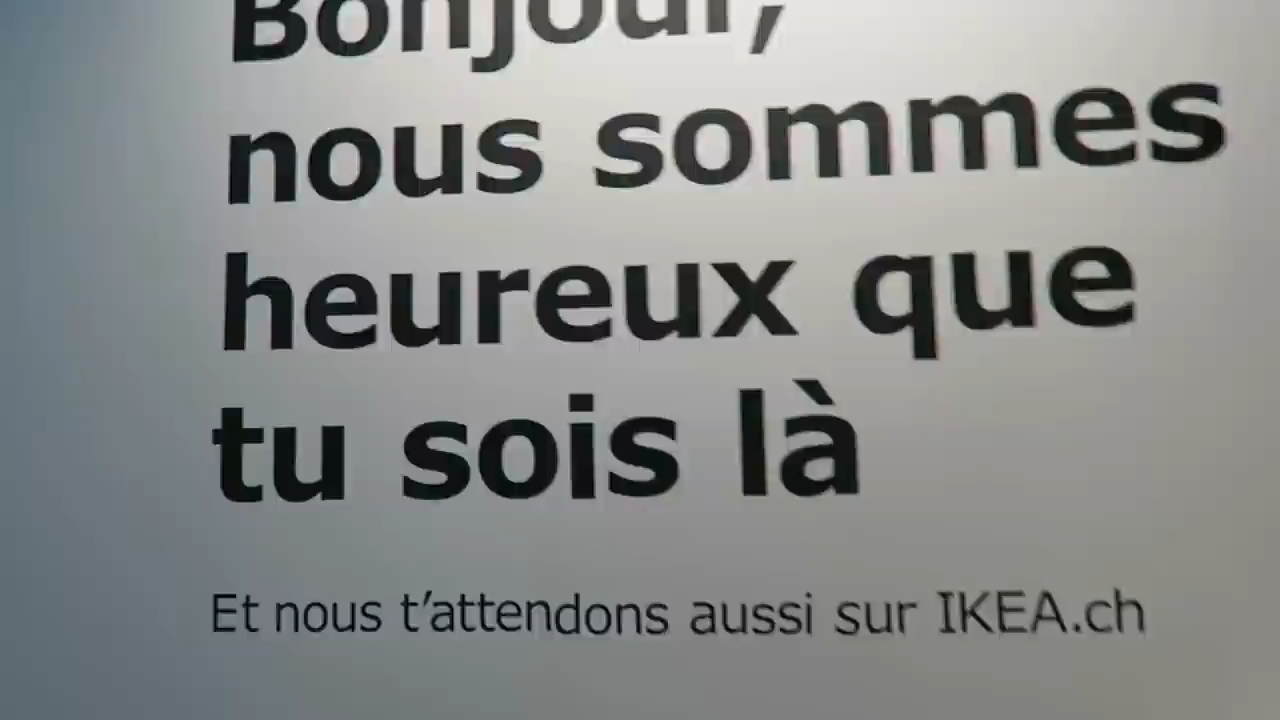 Bonjour,
nous sommes
heureux que
tu sois là
Et nous t'attendons aussi sur IKEA.ch